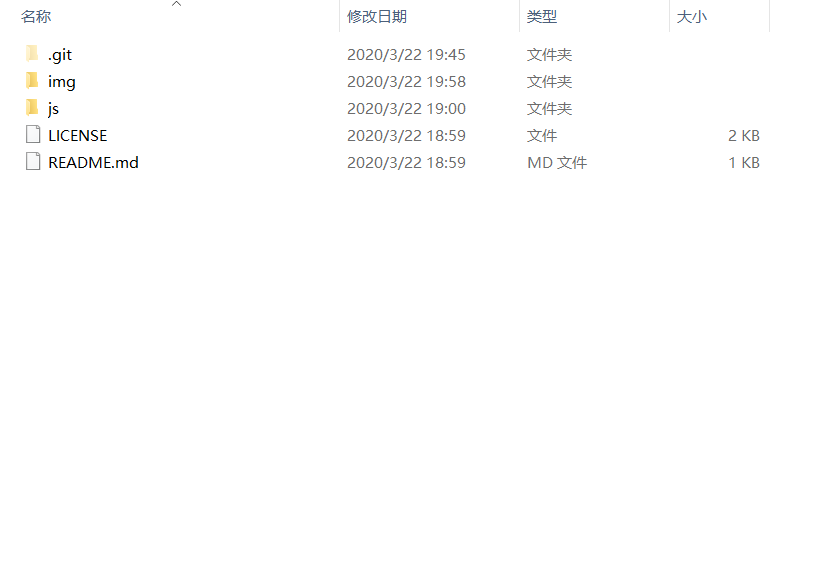 名称 修改日期 类型 大小
.git 2020/3/22 19:45 文件夹
img 2020/3/22 19:58 文件夹
js 2020/3/22 19:00 文件夹
LICENSE 2020/3/22 18:59 文件 2 KB
README.md 2020/3/22 18:59 MD 文件 1 KB